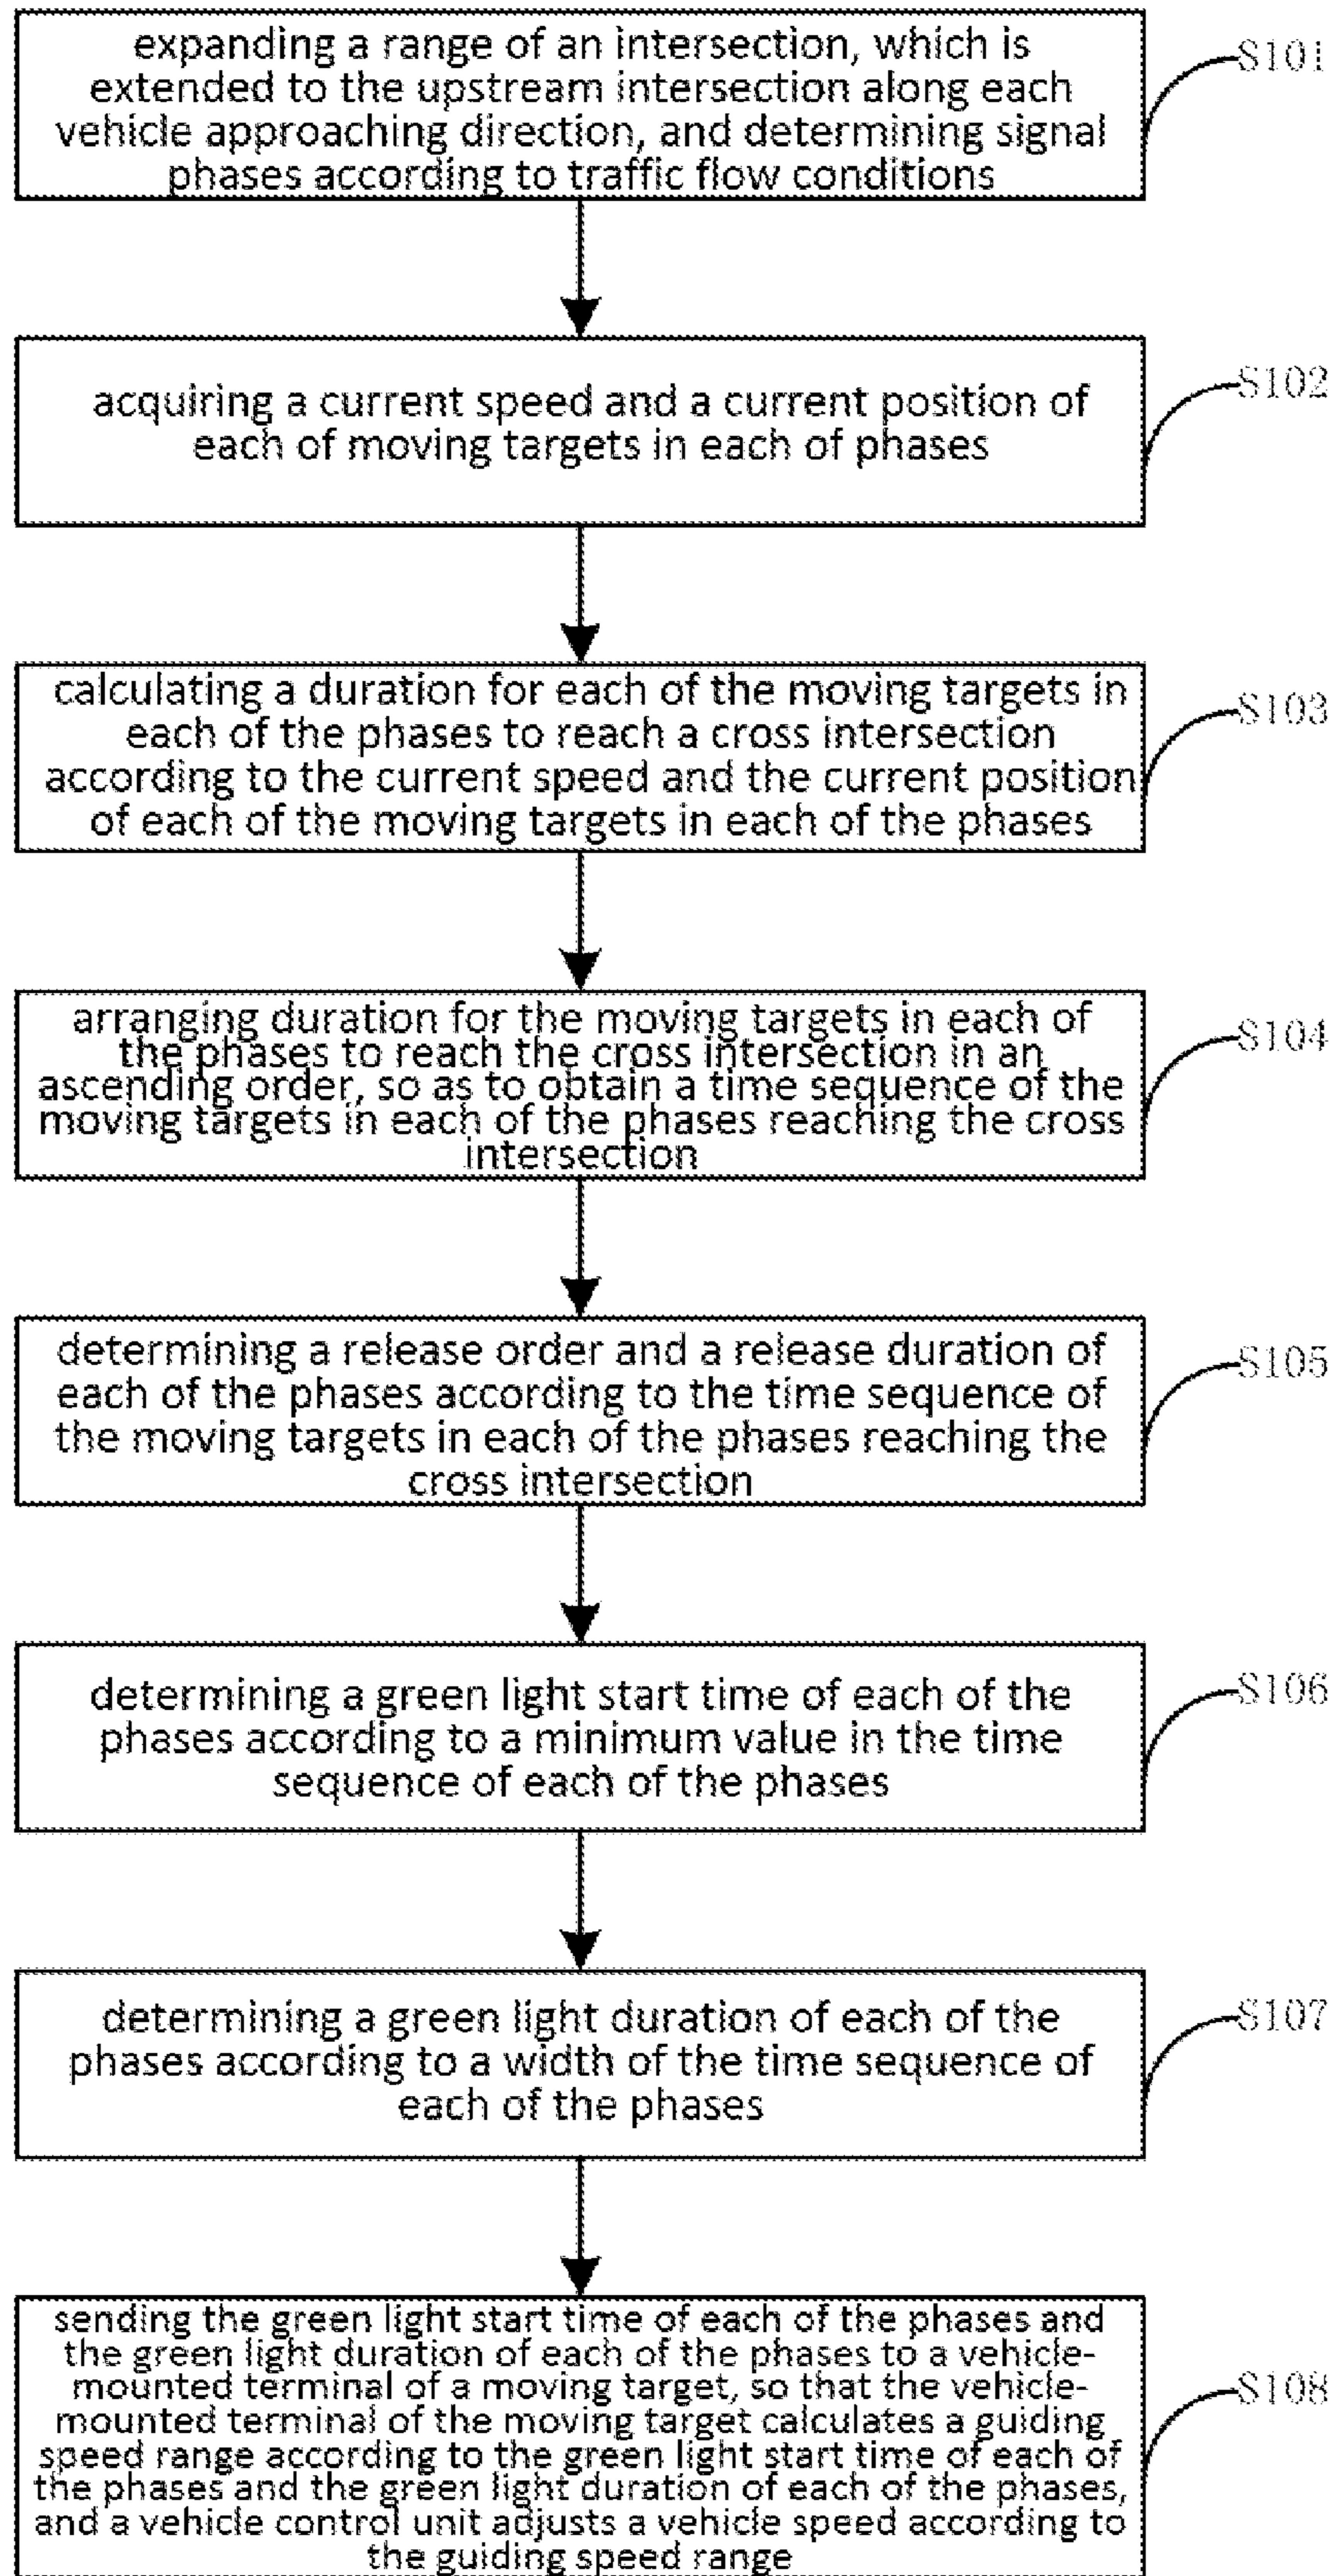 expanding a range of an intersection, which is
extended to the upstream intersection along each
vehicle approaching direction, and determining signal
phases according to traffic flow conditions
S101
acquiring a current speed and a current position of
each of moving targets in each of phases
S102
calculating a duration for each of the moving targets in
each of the phases to reach a cross intersection
according to the current speed and the current position
of each of the moving targets in each of the phases
S103
arranging duration for the moving targets in each of
the phases to reach the cross intersection in an
ascending order, so as to obtain a time sequence of the
moving targets in each of the phases reaching the cross
intersection
S104
determining a release order and a release duration of
each of the phases according to the time sequence of
the moving targets in each of the phases reaching the
cross intersection
S105
determining a green light start time of each of the
phases according to a minimum value in the time
sequence of each of the phases
S106
determining a green light duration of each of the
phases according to a width of the time sequence of
each of the phases
S107
sending the green light start time of each of the phases and
the green light duration of each of the phases to a vehicle-
mounted terminal of a moving target, so that the vehicle-
mounted terminal of the moving target calculates a guiding
speed range according to the green light start time of each of
the phases and the green light duration of each of the phases,
and a vehicle control unit adjusts a vehicle speed according to
the guiding speed range
S108